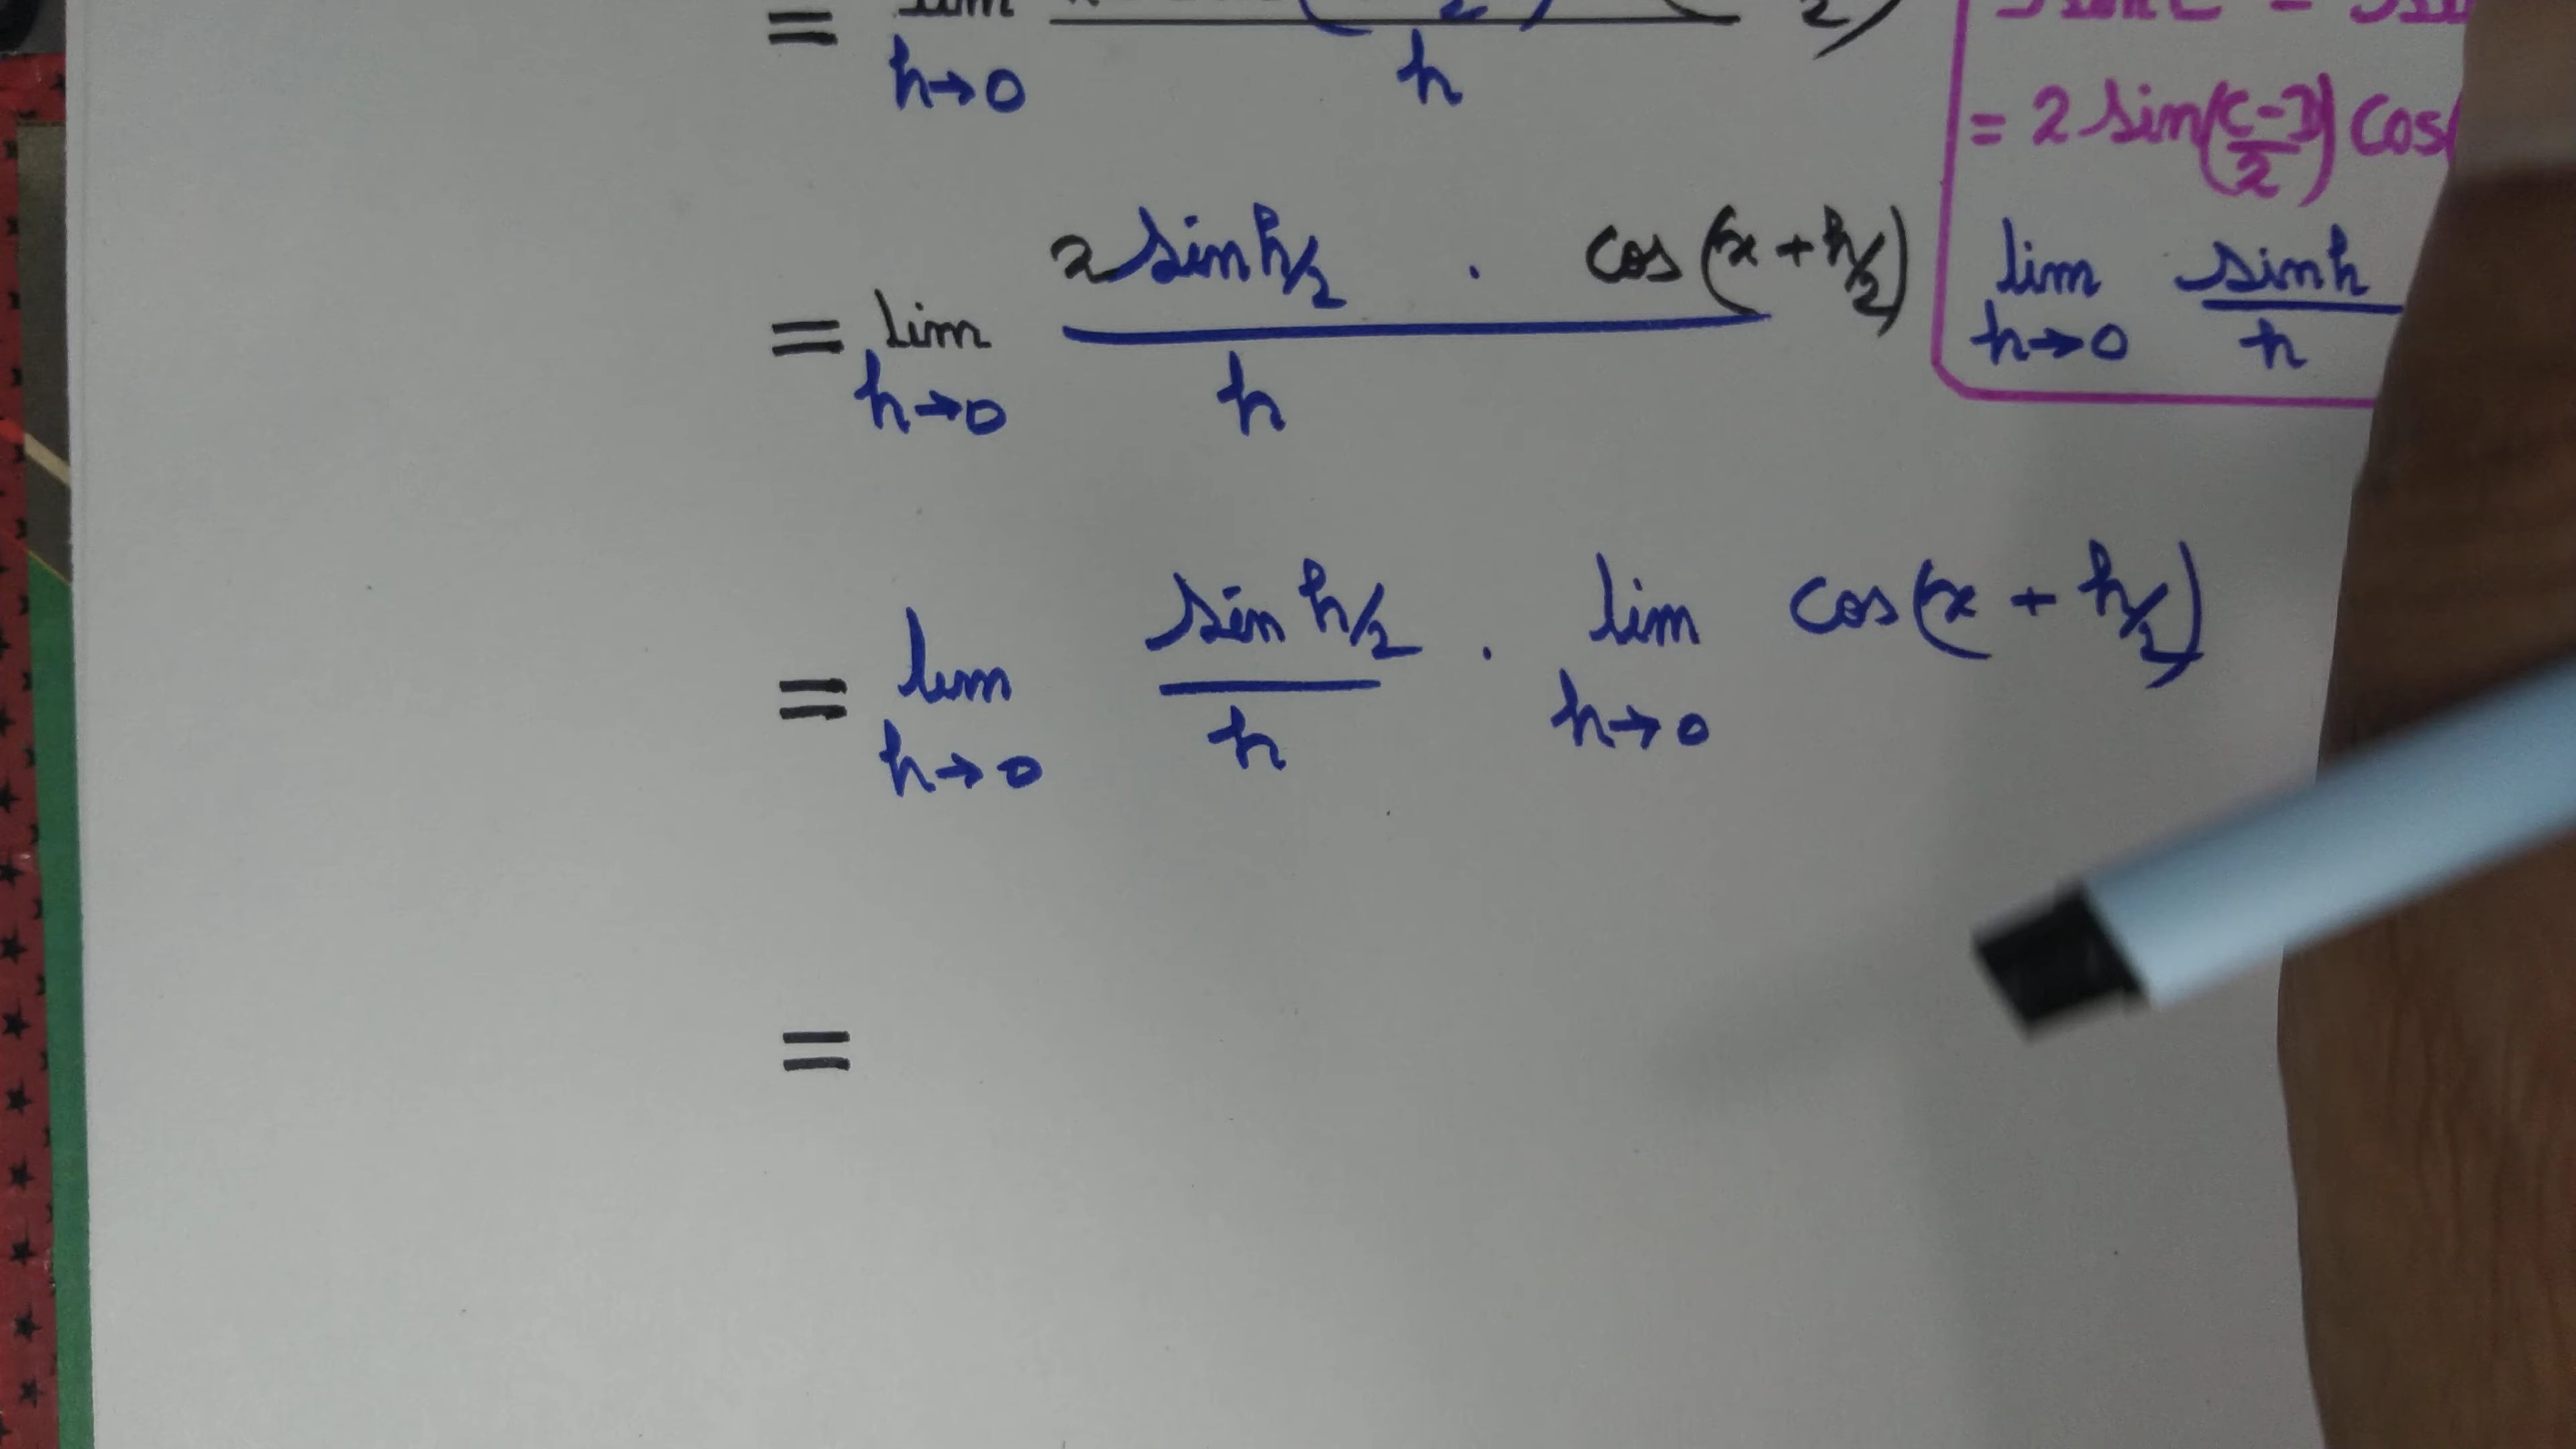 = lim
h→0 h
= 2 sin(C-D/2) Cos(
= lim 2 sin h/2 . cos(x + h/2) / h
h→0
lim sin h / h
h→0
= lim sin h/2 / h . lim cos(x + h/2)
h→0 h→0
=